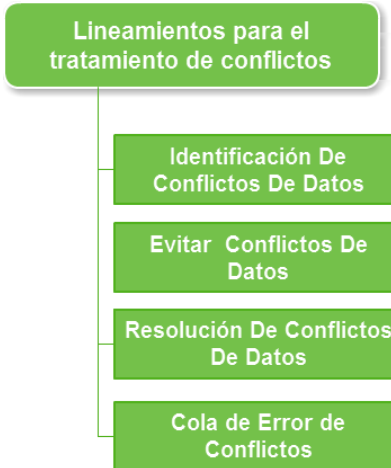 Lineamientos para el
tratamiento de conflictos
Identificación De
Conflictos De Datos
Evitar Conflictos De
Datos
Resolución De Conflictos
De Datos
Cola de Error de
Conflictos